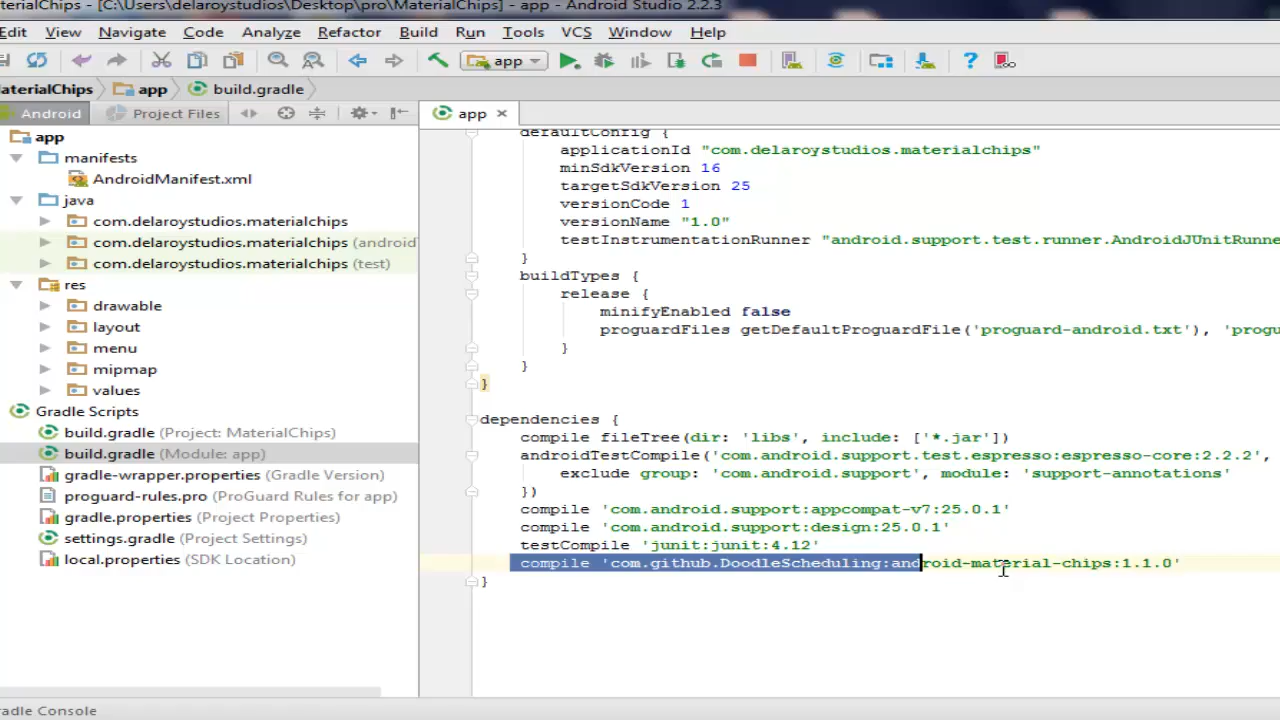 terialChips - [C:\Users\delaroystudios\Desktop\pro\MaterialChips] - app - Android Studio 2.2.3
Edit View Navigate Code Analyze Refactor Build Run Tools VCS Window Help
app
aterialChips app build.gradle
Android Project Files
app
app
manifests
AndroidManifest.xml
java
com.delaroystudios.materialchips
com.delaroystudios.materialchips (android
com.delaroystudios.materialchips (test)
res
drawable
layout
menu
mipmap
values
Gradle Scripts
build.gradle (Project: MaterialChips)
build.gradle (Module: app)
gradle-wrapper.properties (Gradle Version)
proguard-rules.pro (ProGuard Rules for app)
gradle.properties (Project Properties)
settings.gradle (Project Settings)
local.properties (SDK Location)
defaultConfig {
applicationId "com.delaroystudios.materialchips"
minSdkVersion 16
targetSdkVersion 25
versionCode 1
versionName "1.0"
testInstrumentationRunner "android.support.test.runner.AndroidJUnitRunne
}
buildTypes {
release {
minifyEnabled false
proguardFiles getDefaultProguardFile('proguard-android.txt'), 'progu
}
}
}
dependencies {
compile fileTree(dir: 'libs', include: ['*.jar'])
androidTestCompile('com.android.support.test.espresso:espresso-core:2.2.2',
exclude group: 'com.android.support', module: 'support-annotations'
})
compile 'com.android.support:appcompat-v7:25.0.1'
compile 'com.android.support:design:25.0.1'
testCompile 'junit:junit:4.12'
compile 'com.github.DoodleScheduling:android-material-chips:1.1.0'
}
radle Console